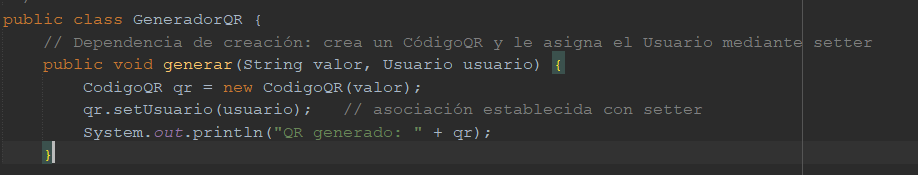 public class GeneradorQR {
// Dependencia de creación: crea un CódigoQR y le asigna el Usuario mediante setter
public void generar(String valor, Usuario usuario) {
CodigoQR qr = new CodigoQR(valor);
qr.setUsuario(usuario);   // asociación establecida con setter
System.out.println("QR generado: " + qr);
}